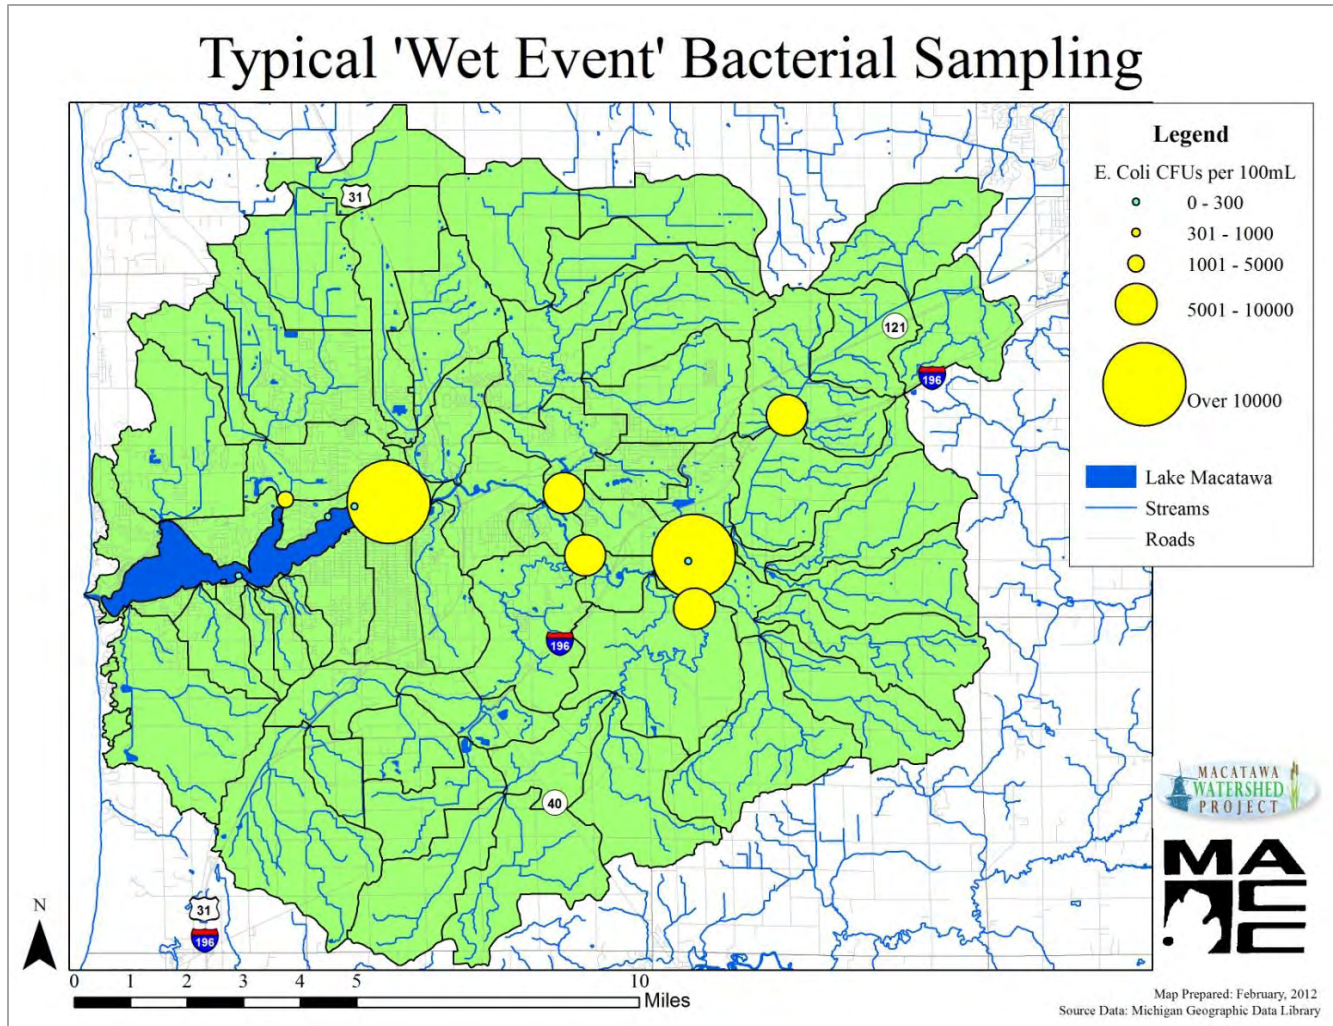 Typical 'Wet Event' Bacterial Sampling
Legend
E. Coli CFUs per 100mL
0 - 300
301 - 1000
1001 - 5000
5001 - 10000
Over 10000
Lake Macatawa
Streams
Roads
31
121
196
196
40
31
196
N
0 1 2 3 4 5 10
Miles
MACATAWA
WATERSHED
PROJECT
MACC
Map Prepared: February, 2012
Source Data: Michigan Geographic Data Library